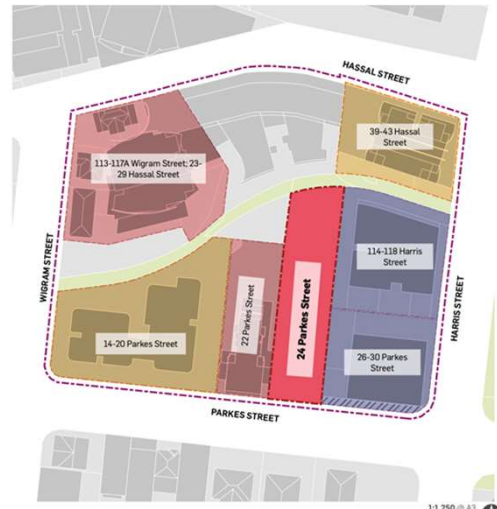 HASSAL STREET
39-43 Hassal
Street
113-117A Wigram Street; 23-
29 Hassal Street
114-118 Harris
Street
WIGRAM STREET
22 Parkes Street
24 Parkes Street
HARRIS STREET
14-20 Parkes Street
26-30 Parkes
Street
PARKES STREET
1:1,250 @ A3